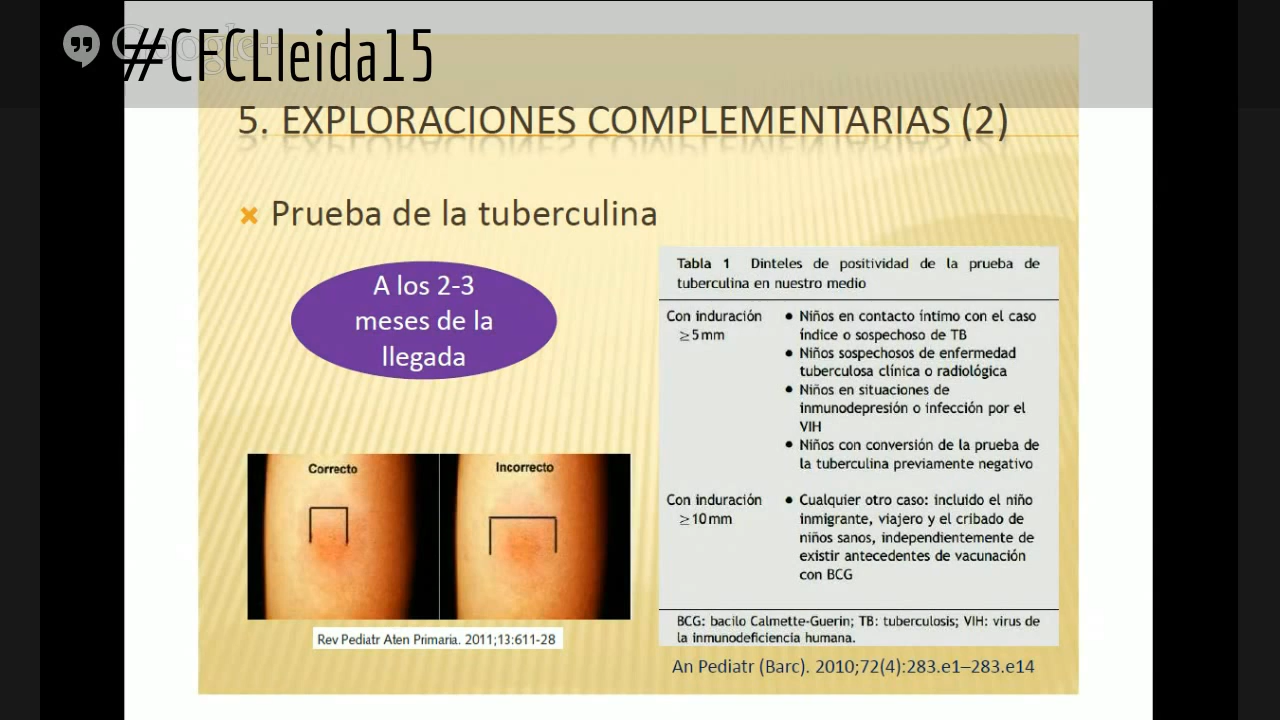 Google+
#CFCLleida15
5. EXPLORACIONES COMPLEMENTARIAS (2)
Prueba de la tuberculina
A los 2-3
meses de la
llegada
Correcto
Incorrecto
Rev Pediatr Aten Primaria. 2011;13:611-28
Tabla 1 Dinteles de positividad de la prueba de
tuberculina en nuestro medio
Con induración
≥5 mm
• Niños en contacto íntimo con el caso
índice o sospechoso de TB
• Niños sospechosos de enfermedad
tuberculosa clínica o radiológica
• Niños en situaciones de
inmunodepresión o infección por el
VIH
• Niños con conversión de la prueba de
la tuberculina previamente negativo
Con induración
≥10 mm
• Cualquier otro caso: incluido el niño
inmigrante, viajero y el cribado de
niños sanos, independientemente de
existir antecedentes de vacunación
con BCG
BCG: bacilo Calmette-Guerin; TB: tuberculosis; VIH: virus de
la inmunodeficiencia humana.
An Pediatr (Barc). 2010;72(4):283.e1–283.e14